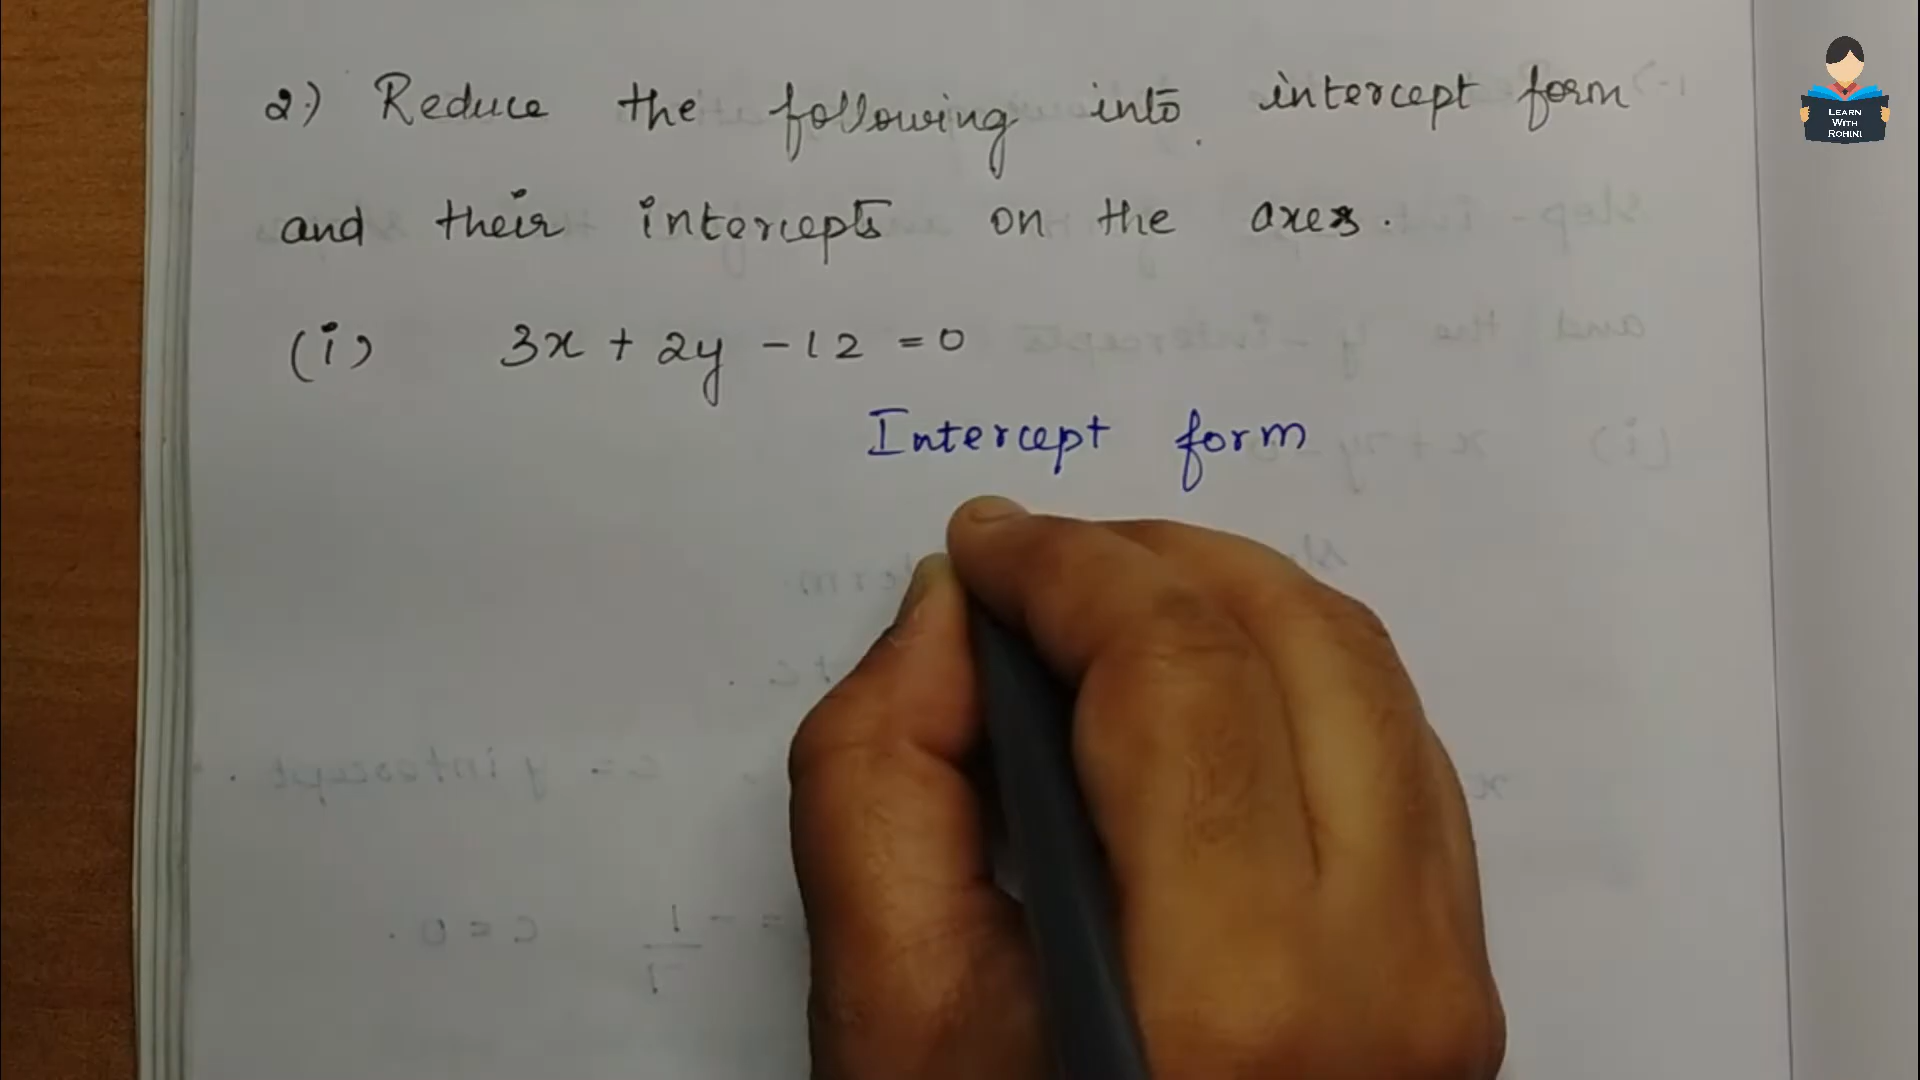 2.) Reduce the following into intercept form
and their intercepts on the axes.
(i) 3x + 2y - 12 = 0
Intercept form
LEARN
WITH
ROHINI